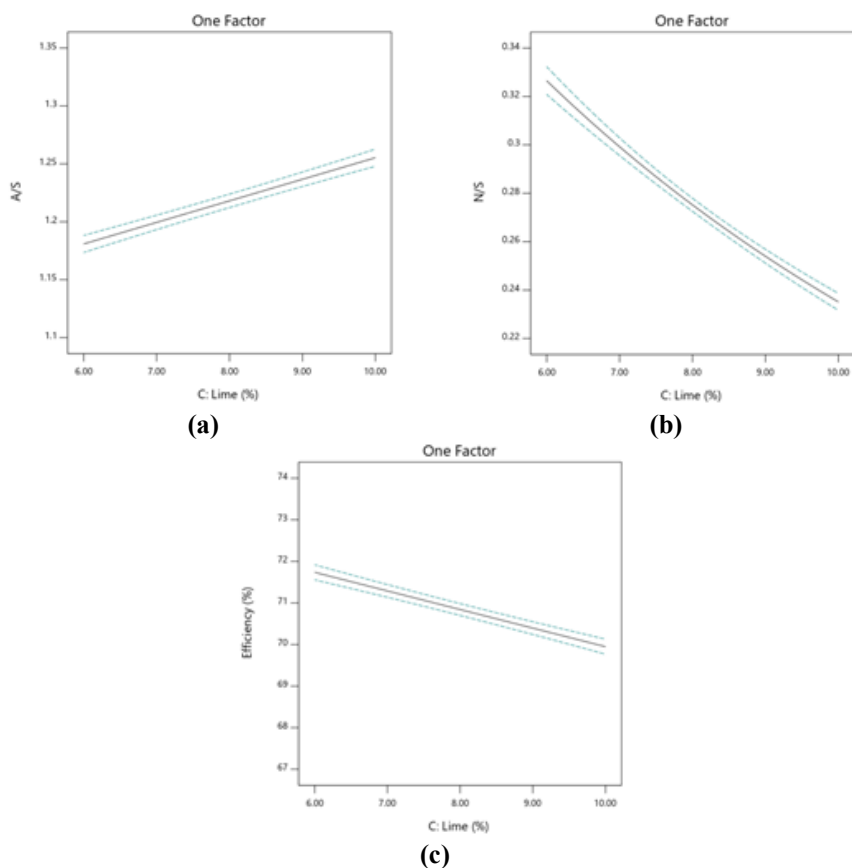 One Factor
1.35
1.3
1.25
1.2
1.15
1.1
A/S
6.00 7.00 8.00 9.00 10.00
C: Lime (%)
(a)
One Factor
0.34
0.32
0.3
0.28
0.26
0.24
0.22
N/S
6.00 7.00 8.00 9.00 10.00
C: Lime (%)
(b)
One Factor
74
73
72
71
70
69
68
67
Efficiency (%)
6.00 7.00 8.00 9.00 10.00
C: Lime (%)
(c)